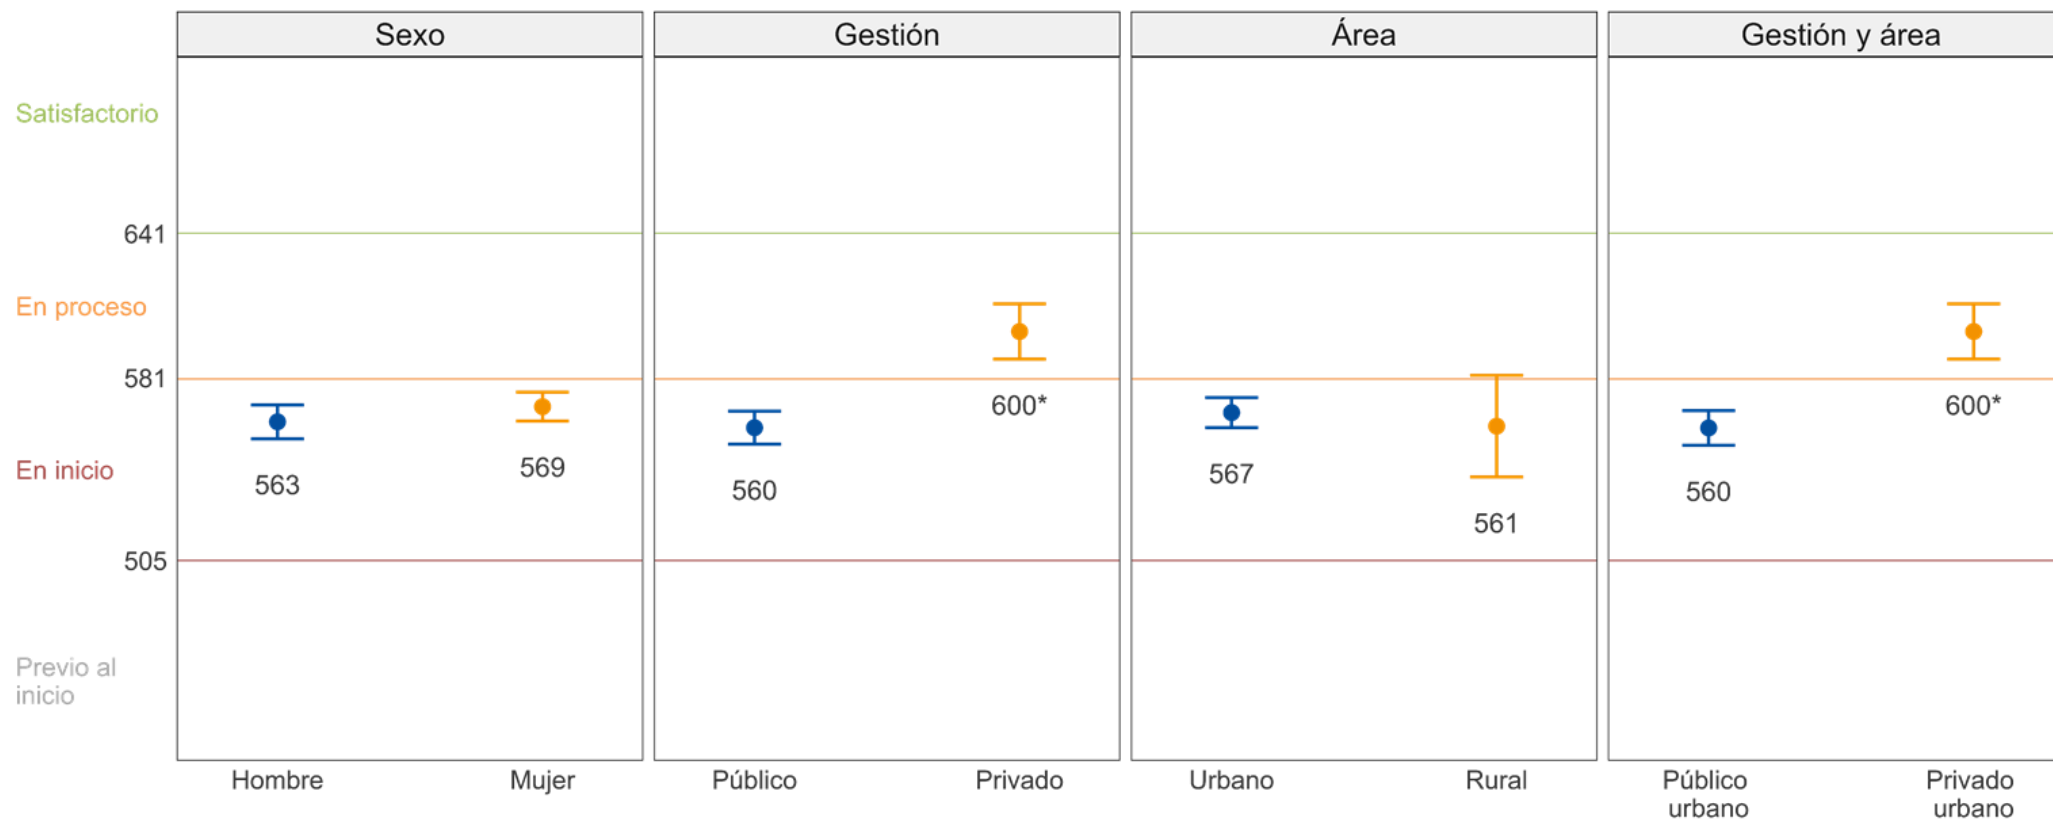 Sexo
Gestión
Área
Gestión y área
Satisfactorio
641
En proceso
581
En inicio
505
Previo al
inicio
563
569
560
600*
567
561
560
600*
Hombre
Mujer
Público
Privado
Urbano
Rural
Público
urbano
Privado
urbano